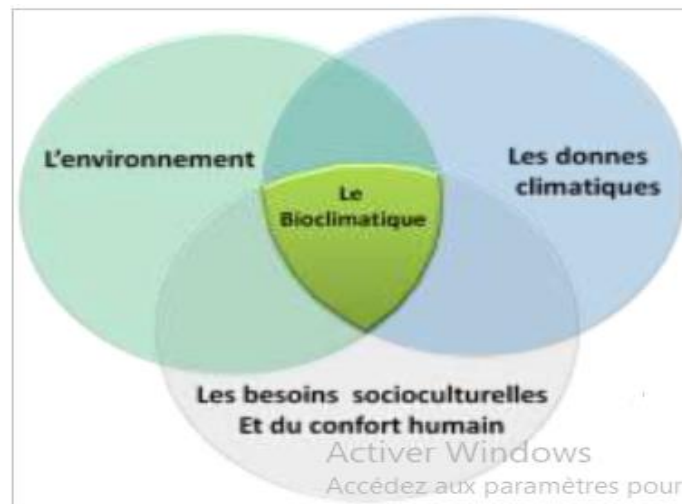 L'environnement
Les donnes
climatiques
Le
Bioclimatique
Les besoins socioculturelles
Et du confort humain
Activer Windows
Accédez aux paramètres pour